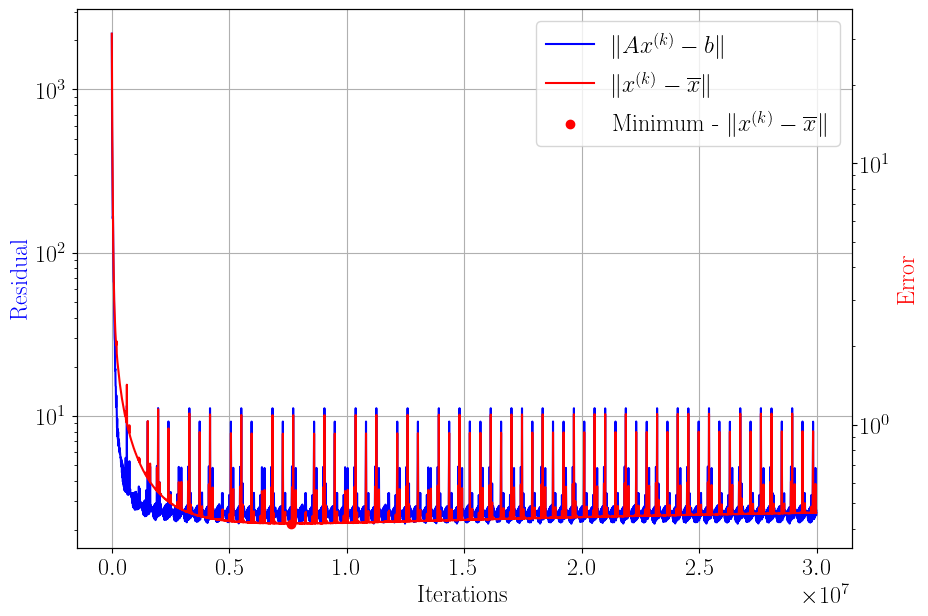 ‖Ax^(k) − b‖
‖x^(k) − x̅‖
Minimum - ‖x^(k) − x̅‖
Residual
10^3
10^2
10^1
Error
10^1
10^0
0.0 0.5 1.0 1.5 2.0 2.5 3.0
Iterations
×10^7